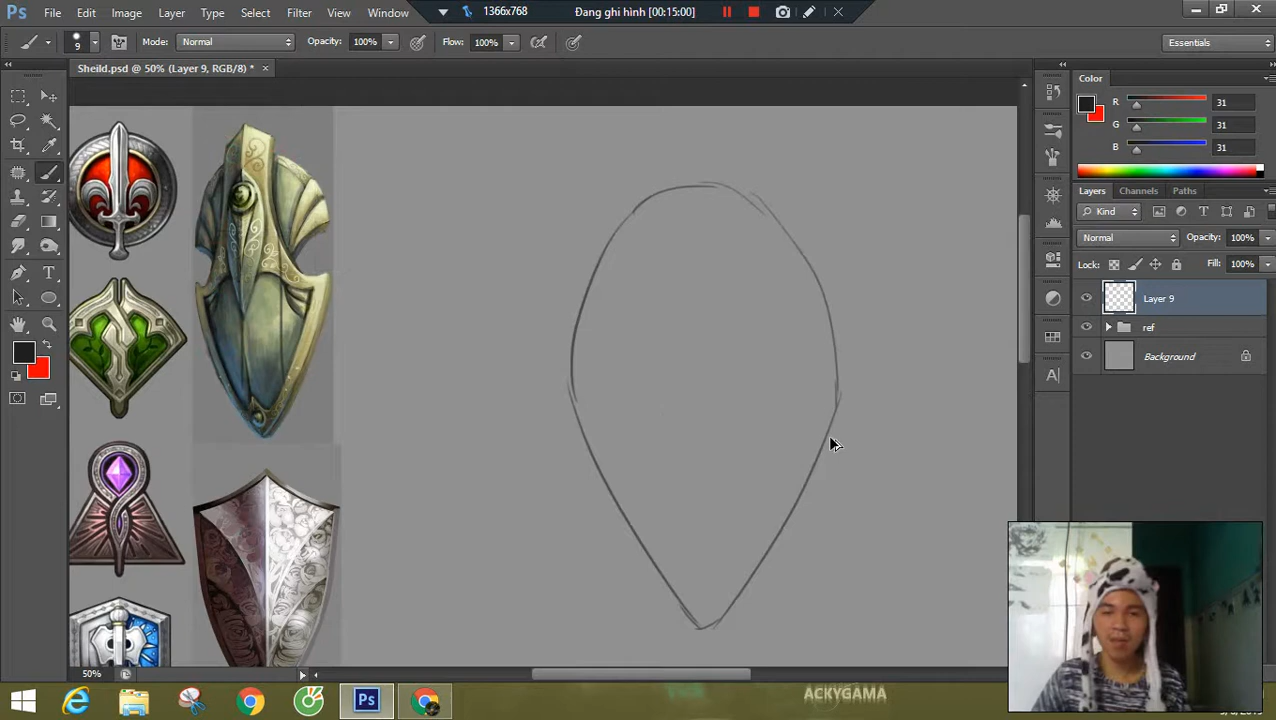 1366x768 Đang ghi hình [00:15:00]
Ps File Edit Image Layer Type Select Filter View Window
9 Mode: Normal Opacity: 100% Flow: 100% Essentials
Sheild.psd @ 50% (Layer 9, RGB/8) * ×
Color
R 31
G 31
B 31
Layers Channels Paths
Kind
Normal Opacity: 100%
Lock: Fill: 100%
Layer 9
ref
Background
50%
Ps ACKYGAMA